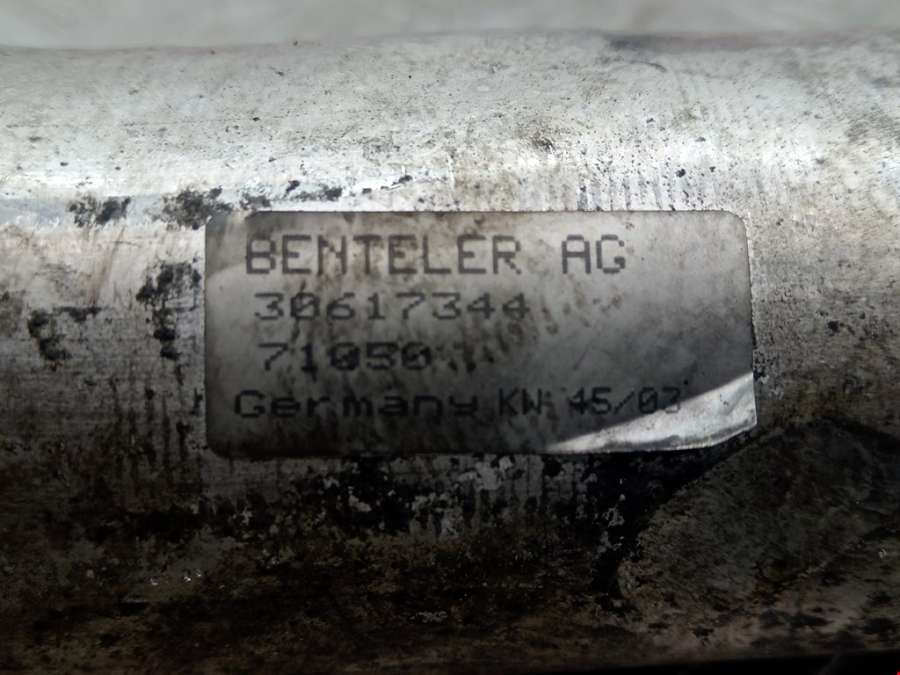 BENTELER AG
30617344
71050
Germany KW 45/03